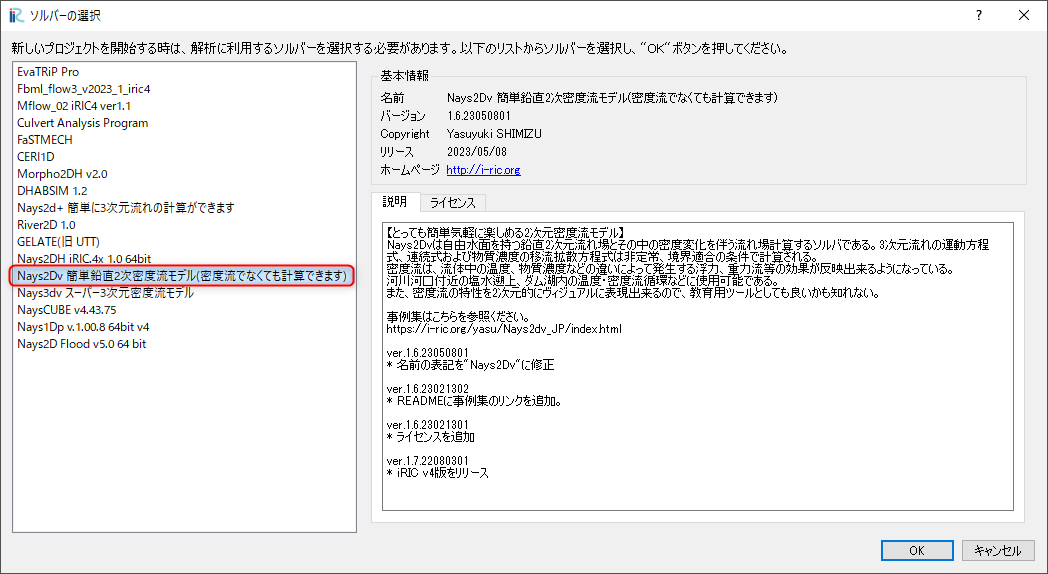 ソルバーの選択
新しいプロジェクトを開始する時は、解析に利用するソルバーを選択する必要があります。以下のリストからソルバーを選択し、"OK"ボタンを押してください。
EvaTRiP Pro
Fbml_flow3_v2023_1_iric4
Mflow_02 iRIC4 ver1.1
Culvert Analysis Program
FaSTMECH
CERI1D
Morpho2DH v2.0
DHABSIM 1.2
Nays2d+ 簡単に3次元流れの計算ができます
River2D 1.0
GELATE(旧 UTT)
Nays2DH iRIC.4x 1.0 64bit
Nays2Dv 簡単鉛直2次密度流モデル(密度流でなくても計算できます)
Nays3dv スーパー3次元密度流モデル
NaysCUBE v4.43.75
Nays1Dp v.1.00.8 64bit v4
Nays2D Flood v5.0 64 bit
基本情報
名前 Nays2Dv 簡単鉛直2次密度流モデル(密度流でなくても計算できます)
バージョン 1.6.23050801
Copyright Yasuyuki SHIMIZU
リリース 2023/05/08
ホームページ http://i-ric.org
説明 ライセンス
【とっても簡単気軽に楽しめる2次元密度流モデル】
Nays2Dvは自由水面を持つ鉛直2次元流れ場とその中の密度変化を伴う流れ場計算するソルバである。3次元流れの運動方程
式、連続式および物質濃度の移流拡散方程式は非定常、境界適合の条件で計算される。
密度流は、流体中の温度、物質濃度などの違いによって発生する浮力、重力流等の効果が反映出来るようになっている。
河川河口付近の塩水遡上、ダム湖内の温度・密度流循環などに使用可能である。
また、密度流の特性を2次元的にヴィジュアルに表現出来るので、教育用ツールとしても良いかも知れない。
事例集はこちらを参照ください。
https://i-ric.org/yasu/Nays2dv_JP/index.html
ver.1.6.23050801
* 名前の表記を"Nays2Dv"に修正
ver.1.6.23021302
* READMEに事例集のリンクを追加。
ver.1.6.23021301
* ライセンスを追加
ver.1.7.22080301
* iRIC v4版をリリース
OK キャンセル